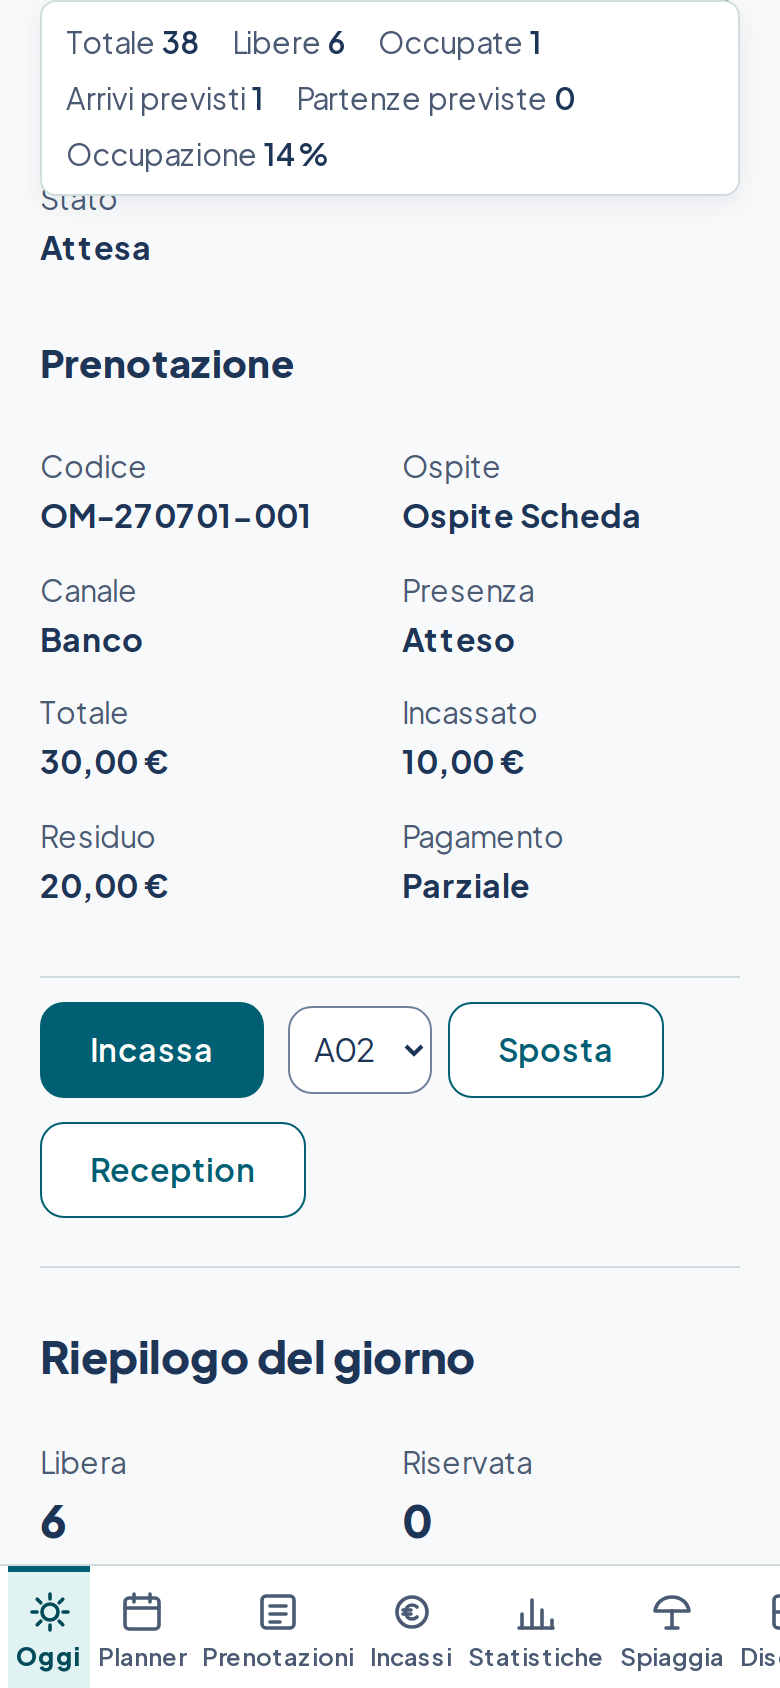 Totale 38 Libere 6 Occupate 1
Arrivi previsti 1 Partenze previste 0
Occupazione 14%
Stato
Attesa
Prenotazione
Codice Ospite
OM-270701-001 Ospite Scheda
Canale Presenza
Banco Atteso
Totale Incassato
30,00 € 10,00 €
Residuo Pagamento
20,00 € Parziale
Incassa A02 Sposta
Reception
Riepilogo del giorno
Libera Riservata
6 0
Oggi Planner Prenotazioni Incassi Statistiche Spiaggia